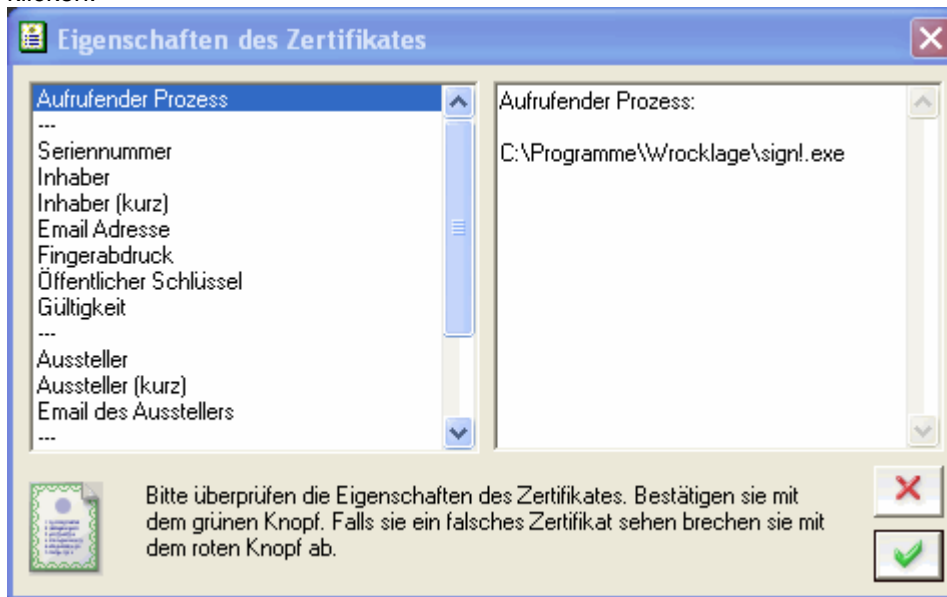 Eigenschaften des Zertifikates
Aufrufender Prozess
---
Seriennummer
Inhaber
Inhaber (kurz)
Email Adresse
Fingerabdruck
Öffentlicher Schlüssel
Gültigkeit
---
Aussteller
Aussteller (kurz)
Email des Ausstellers
---
Aufrufender Prozess:
C:\Programme\Wrocklage\sign!.exe
Bitte überprüfen die Eigenschaften des Zertifikates. Bestätigen sie mit
dem grünen Knopf. Falls sie ein falsches Zertifikat sehen brechen sie mit
dem roten Knopf ab.